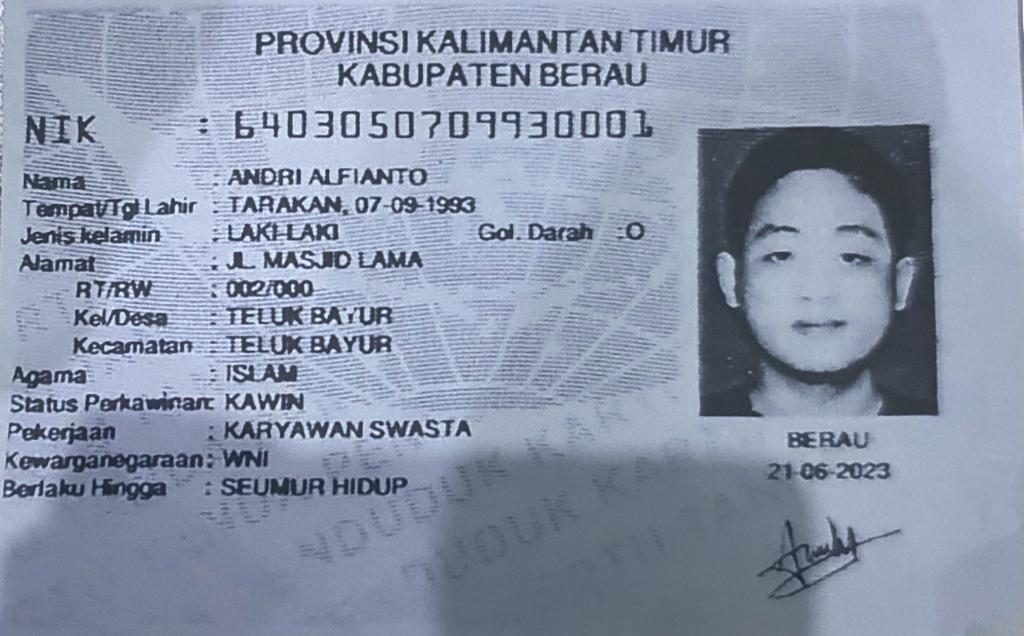 PROVINSI KALIMANTAN TIMUR
KABUPATEN BERAU
NIK : 6403050709930001
Nama : ANDRI ALFIANTO
Tempat/Tgl Lahir : TARAKAN, 07-09-1993
Jenis kelamin : LAKI-LAKI Gol. Darah :O
Alamat : JL MASJID LAMA
RT/RW : 002/000
Kel/Desa : TELUK BAYUR
Kecamatan : TELUK BAYUR
Agama : ISLAM
Status Perkawinan: KAWIN
Pekerjaan : KARYAWAN SWASTA
Kewarganegaraan: WNI
Berlaku Hingga : SEUMUR HIDUP
BERAU
21-06-2023